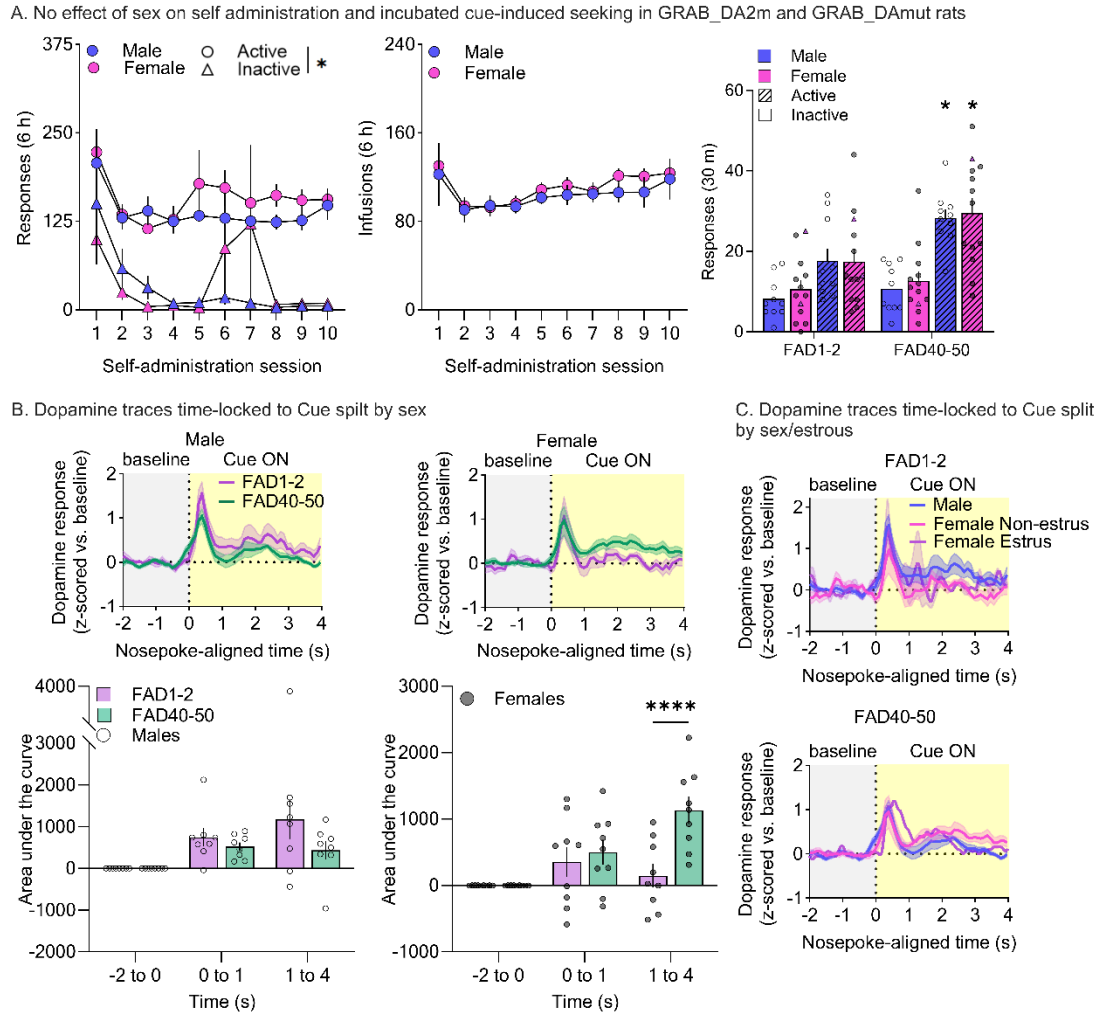 A. No effect of sex on self administration and incubated cue-induced seeking in GRAB_DA2m and GRAB_DAmut rats
Responses (6 h)
375
250
125
0
Male
Female
Active
Inactive
*
1 2 3 4 5 6 7 8 9 10
Self-administration session
Infusions (6 h)
240
160
80
0
Male
Female
1 2 3 4 5 6 7 8 9 10
Self-administration session
Responses (30 m)
60
40
20
0
Male
Female
Active
Inactive
* *
FAD1-2 FAD40-50
B. Dopamine traces time-locked to Cue spilt by sex
Male
baseline Cue ON
Dopamine response
(z-scored vs. baseline)
2
1
0
-1
FAD1-2
FAD40-50
-2 -1 0 1 2 3 4
Nosepoke-aligned time (s)
Female
baseline Cue ON
Dopamine response
(z-scored vs. baseline)
2
1
0
-1
-2 -1 0 1 2 3 4
Nosepoke-aligned time (s)
Area under the curve
4000
3000
2000
1000
0
-1000
-2000
FAD1-2
FAD40-50
Males
-2 to 0 0 to 1 1 to 4
Time (s)
Area under the curve
3000
2000
1000
0
-1000
Females
****
-2 to 0 0 to 1 1 to 4
Time (s)
C. Dopamine traces time-locked to Cue split
by sex/estrous
FAD1-2
baseline Cue ON
Dopamine response
(z-scored vs. baseline)
2
1
0
-1
Male
Female Non-estrus
Female Estrus
-2 -1 0 1 2 3 4
Nosepoke-aligned time (s)
FAD40-50
baseline Cue ON
Dopamine response
(z-scored vs. baseline)
2
1
0
-1
-2 -1 0 1 2 3 4
Nosepoke-aligned time (s)